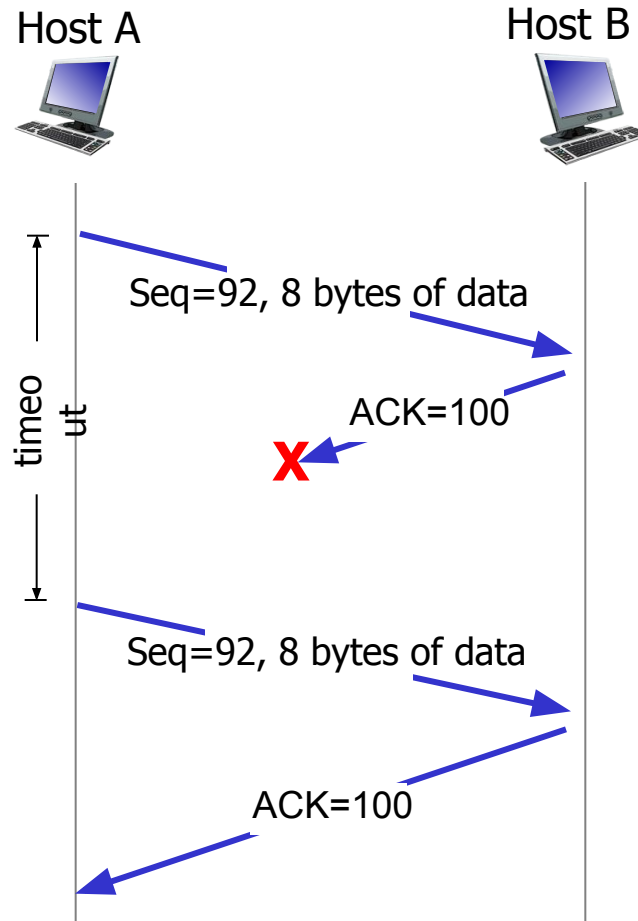 Host A
Host B
Seq=92, 8 bytes of data
ACK=100
timeo
ut
X
Seq=92, 8 bytes of data
ACK=100